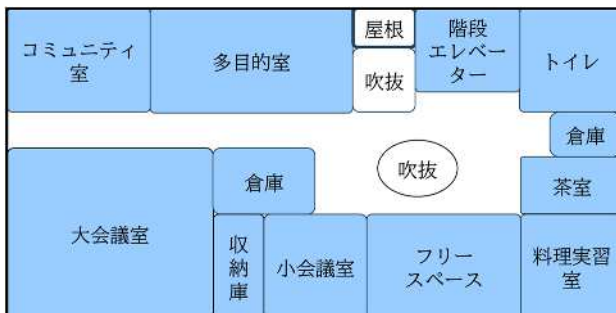 コミュニティ
室
多目的室
屋根
吹抜
階段
エレベー
ター
トイレ
倉庫
吹抜
茶室
倉庫
大会議室
収
納
庫
小会議室
フリー
スペース
料理実習
室